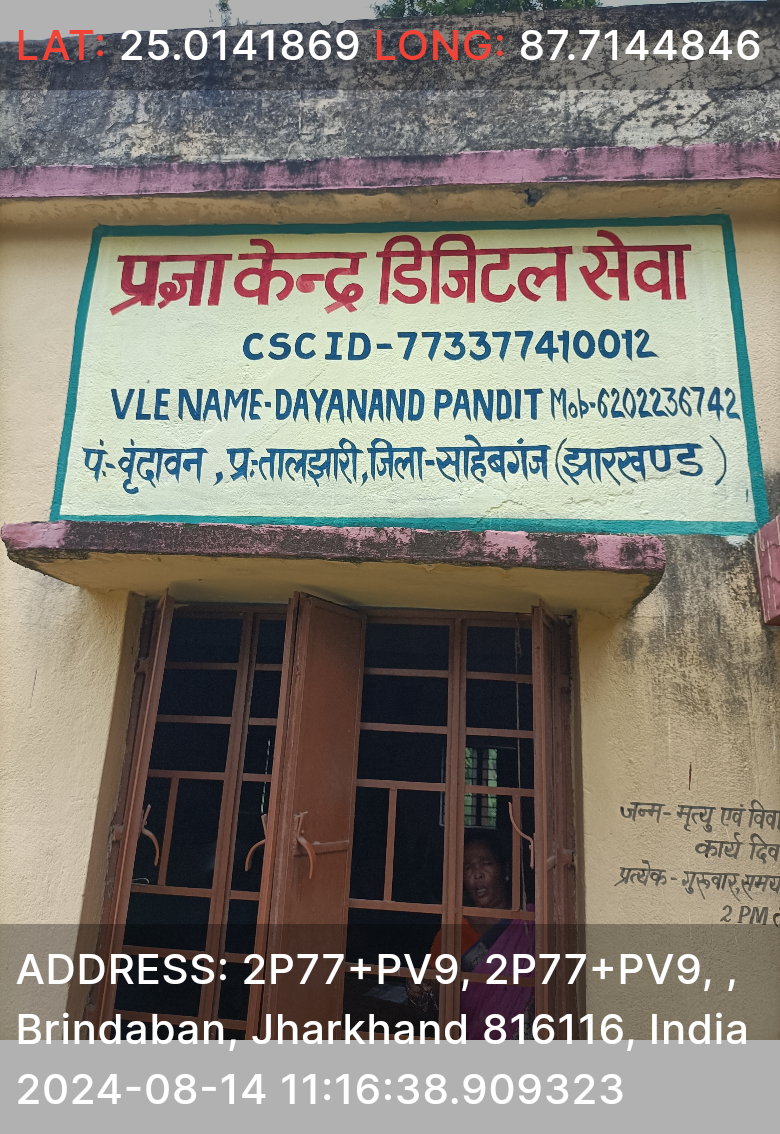 LAT: 25.0141869 LONG: 87.7144846
प्रज्ञा केन्द्र डिजिटल सेवा
CSC ID-773377410012
VLE NAME-DAYANAND PANDIT Mob-6202236742
पं:-वृंदावन , प्र:-तालझारी,जिला-साहेबगंज (झारखण्ड )
जन्म-मृत्यु एवं
कार्य
प्रत्येक-गुरूवार,समय
2 PM
ADDRESS: 2P77+PV9, 2P77+PV9, ,
Brindaban, Jharkhand 816116, India
2024-08-14 11:16:38.909323